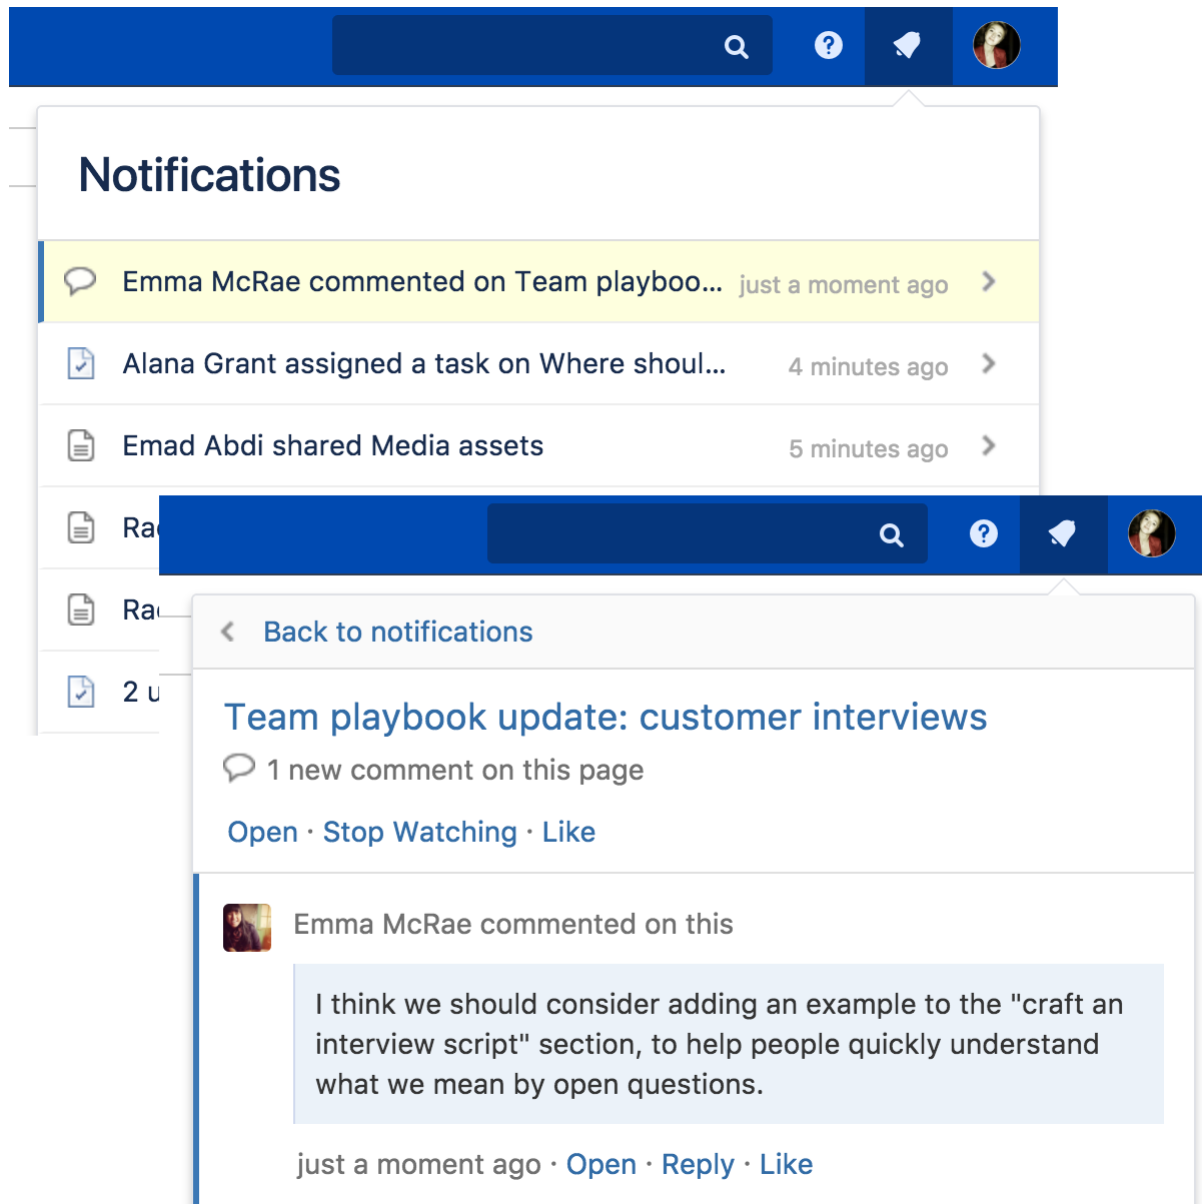 Notifications
Emma McRae commented on Team playboo... just a moment ago
Alana Grant assigned a task on Where shoul... 4 minutes ago
Emad Abdi shared Media assets 5 minutes ago
2
Back to notifications
Team playbook update: customer interviews
1 new comment on this page
Open · Stop Watching · Like
Emma McRae commented on this
I think we should consider adding an example to the "craft an
interview script" section, to help people quickly understand
what we mean by open questions.
just a moment ago · Open · Reply · Like